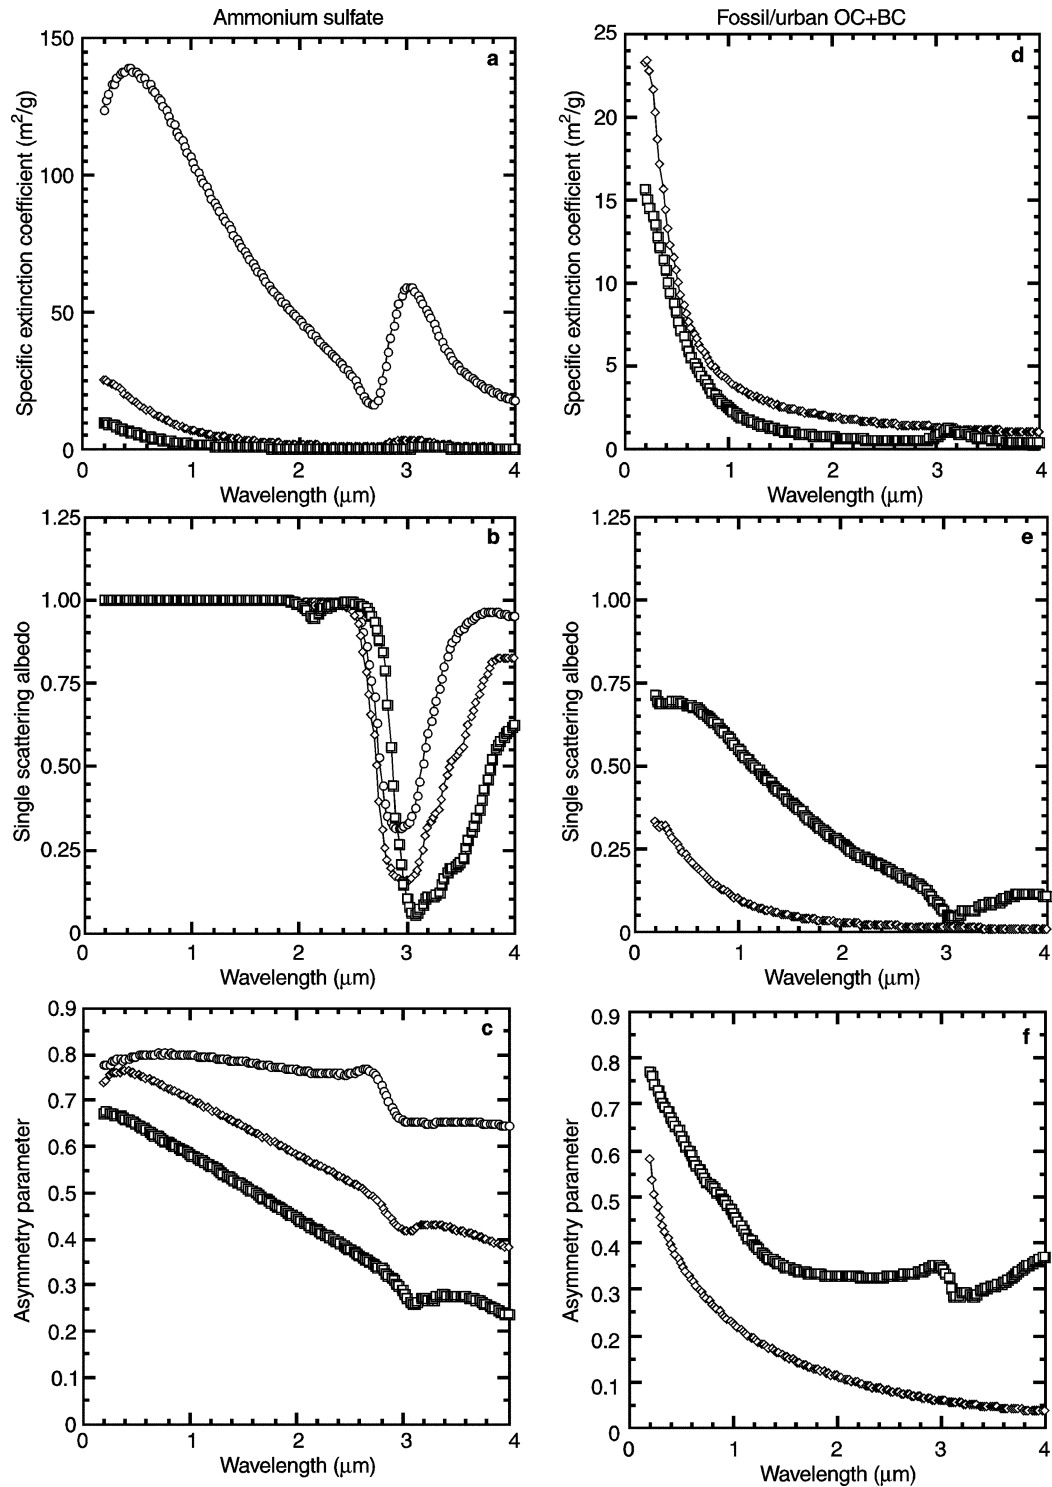 Ammonium sulfate
150
100
50
0
0 1 2 3 4
Specific extinction coefficient (m²/g)
Wavelength (μm)
a
Fossil/urban OC+BC
25
20
15
10
5
0
0 1 2 3 4
Specific extinction coefficient (m²/g)
Wavelength (μm)
d
1.25
1.00
0.75
0.50
0.25
0
0 1 2 3 4
Single scattering albedo
Wavelength (μm)
b
1.25
1.00
0.75
0.50
0.25
0
0 1 2 3 4
Single scattering albedo
Wavelength (μm)
e
0.9
0.8
0.7
0.6
0.5
0.4
0.3
0.2
0.1
0
0 1 2 3 4
Asymmetry parameter
Wavelength (μm)
c
0.9
0.8
0.7
0.6
0.5
0.4
0.3
0.2
0.1
0
0 1 2 3 4
Asymmetry parameter
Wavelength (μm)
f